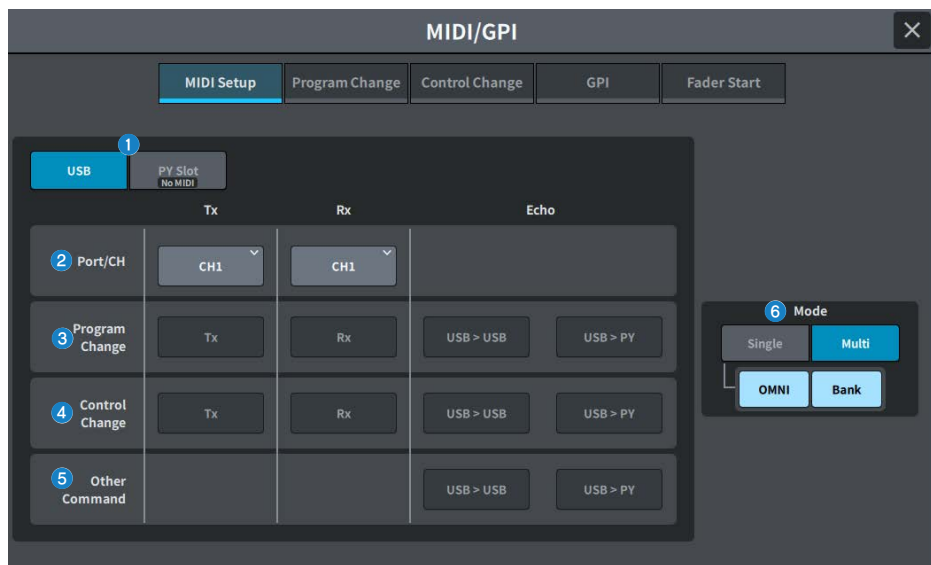 MIDI/GPI
MIDI Setup Program Change Control Change GPI Fader Start
1
USB PY Slot
No MIDI
Tx Rx Echo
2 Port/CH CH1 CH1
3 Program
Change
Tx Rx USB > USB USB > PY
4 Control
Change
Tx Rx USB > USB USB > PY
5 Other
Command
USB > USB USB > PY
6 Mode
Single Multi
OMNI Bank